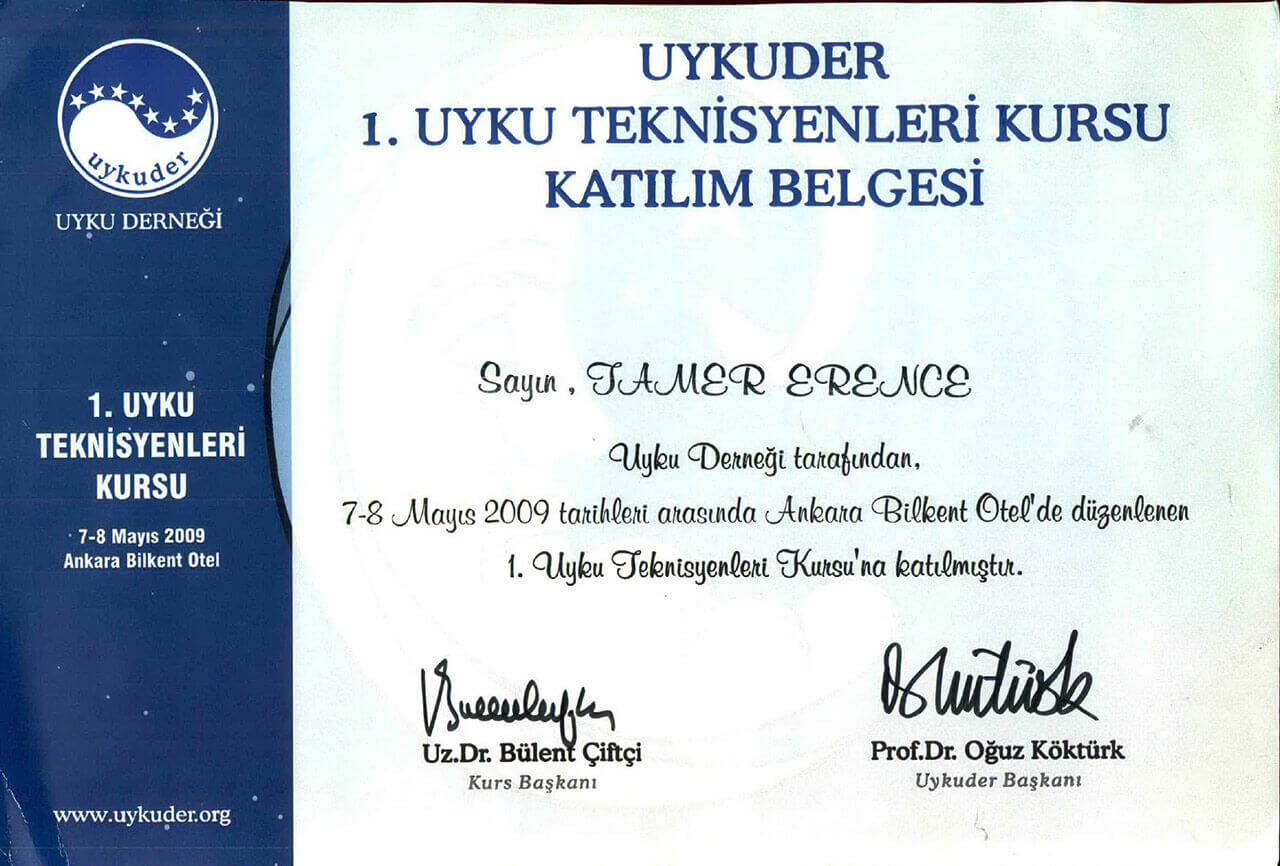 uykuder
UYKU DERNEĞİ
1. UYKU
TEKNİSYENLERİ
KURSU
7-8 Mayıs 2009
Ankara Bilkent Otel
www.uykuder.org
UYKUDER
1. UYKU TEKNİSYENLERİ KURSU
KATILIM BELGESİ
Sayın , TAMER ERENCE
Uyku Derneği tarafından,
7-8 Mayıs 2009 tarihleri arasında Ankara Bilkent Otel'de düzenlenen
1. Uyku Teknisyenleri Kursu'na katılmıştır.
Uz.Dr. Bülent Çiftçi
Kurs Başkanı
Prof.Dr. Oğuz Köktürk
Uykuder Başkanı